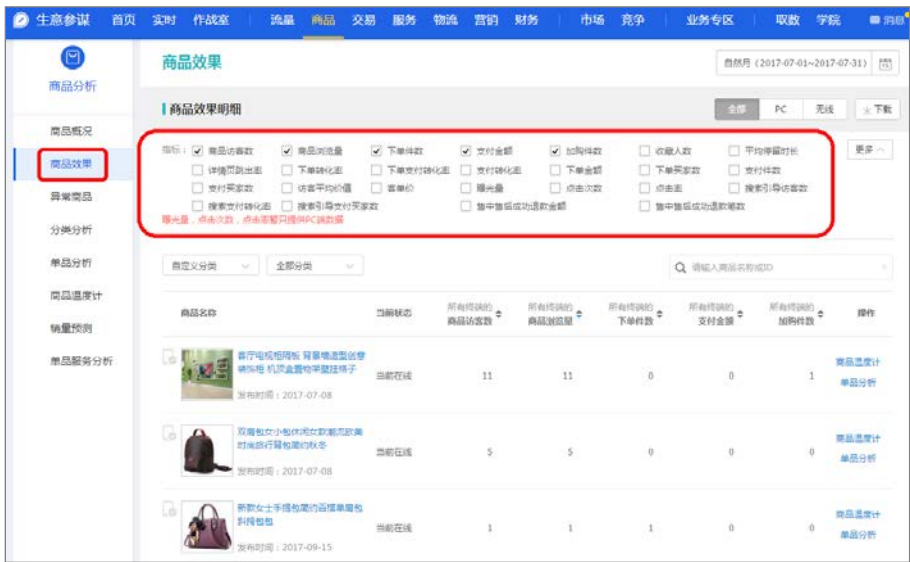 生意参谋 首页 实时 作战室 流量 商品 交易 服务 物流 营销 财务 市场 竞争 业务专区 取数 学院 消息
商品分析
商品概况
商品效果
异常商品
分类分析
单品分析
商品温度计
销量预测
单品服务分析
商品效果
自然月 (2017-07-01~2017-07-31)
商品效果明细
全部 PC 无线 下载
指标: 商品访客数 商品浏览量 下单件数 支付金额 加购件数 收藏人数 平均停留时长 更多
详情页跳出率 下单转化率 下单支付转化率 支付转化率 下单金额 下单买家数 支付件数
支付买家数 访客平均价值 客单价 曝光量 点击次数 点击率 搜索引导访客数
搜索支付转化率 搜索引导支付买家数 售中售后成功退款金额 售中售后成功退款笔数
曝光量,点击次数,点击率暂只提供PC端数据
自定义分类 全部分类 请输入商品名称或ID
商品名称 当前状态 所有终端的 商品访客数 所有终端的 商品浏览量 所有终端的 下单件数 所有终端的 支付金额 所有终端的 加购件数 操作
客厅电视柜隔板 背景墙造型创意
装饰柜 机顶盒置物架壁挂格子
发布时间:2017-07-08
当前在线 11 11 0 0 1
商品温度计
单品分析
双肩包女小包休闲女款潮流欧美
时尚旅行背包简约秋冬
发布时间:2017-07-08
当前在线 5 5 0 0 0
商品温度计
单品分析
新款女士手提包简约百搭单肩包
斜挎包包
发布时间:2017-09-15
当前在线 1 1 1 0 0
商品温度计
单品分析